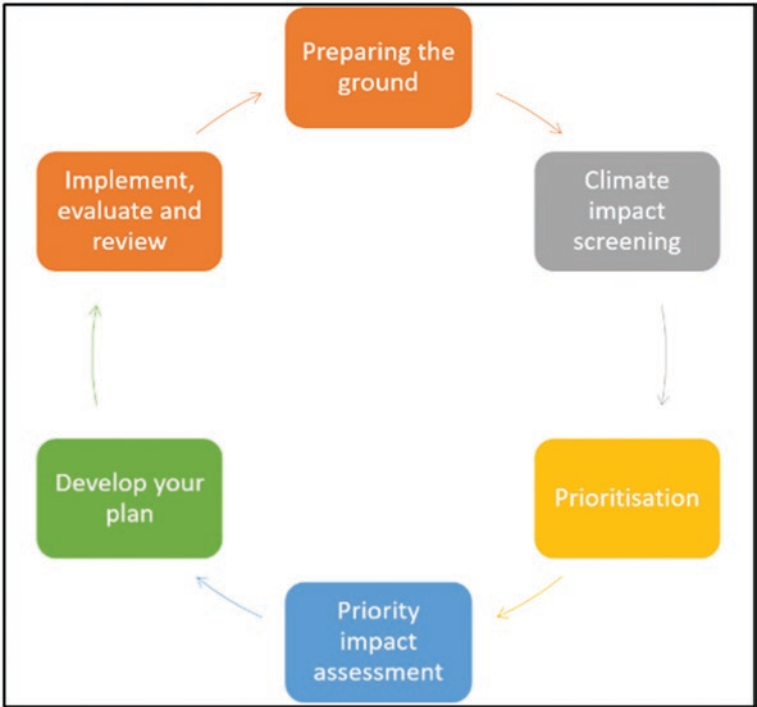 Preparing the
ground
Climate
impact
screening
Prioritisation
Priority
impact
assessment
Develop your
plan
Implement,
evaluate and
review